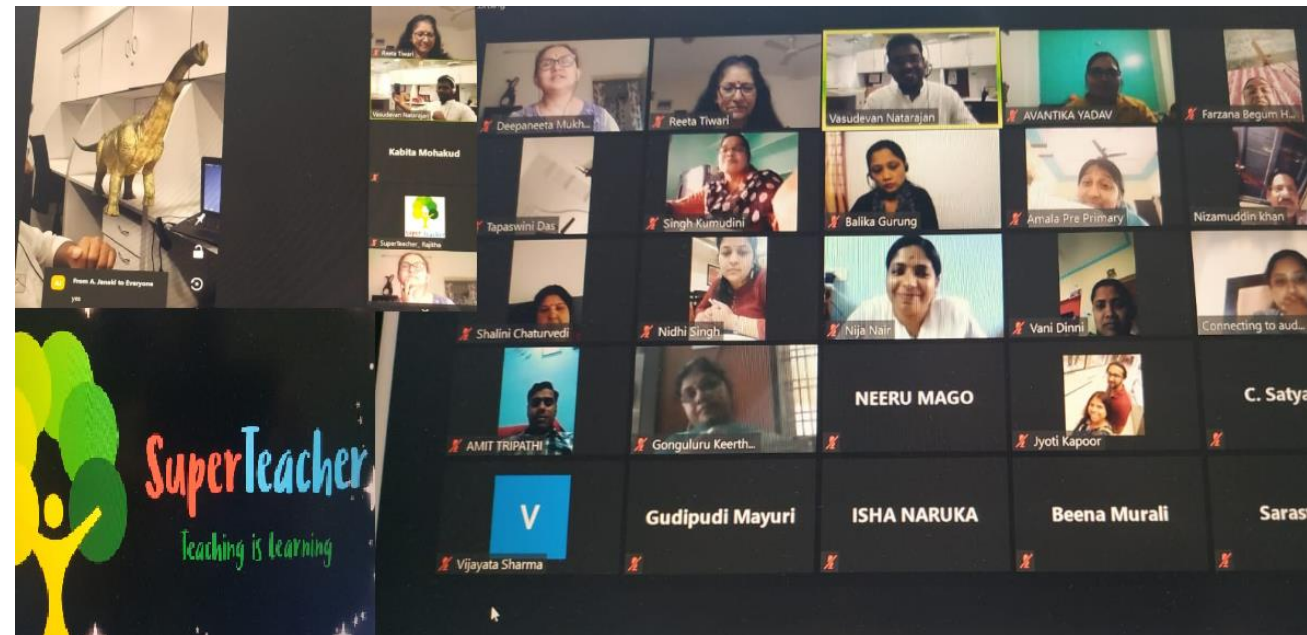 Reeta Tiwari
Vasudevan Natarajan
Kabita Mohakud
SuperTeacher_ Rajkha
From A. Janaki to Everyone
yes
Deepaneeta Mukh...
Reeta Tiwari
Vasudevan Natarajan
AVANTIKA YADAV
Farzana Begum H...
Tapaswini Das
Singh Kumudini
Balika Gurung
Amala Pre Primary
Nizamuddin khan
Shalini Chaturvedi
Nidhi Singh
Nija Nair
Vani Dinni
Connecting to aud...
AMIT TRIPATHI
Gonguluru Keerth...
NEERU MAGO
Jyoti Kapoor
C. Satya
V
Vijayata Sharma
Gudipudi Mayuri
ISHA NARUKA
Beena Murali
Saras
SuperTeacher
Teaching is learning